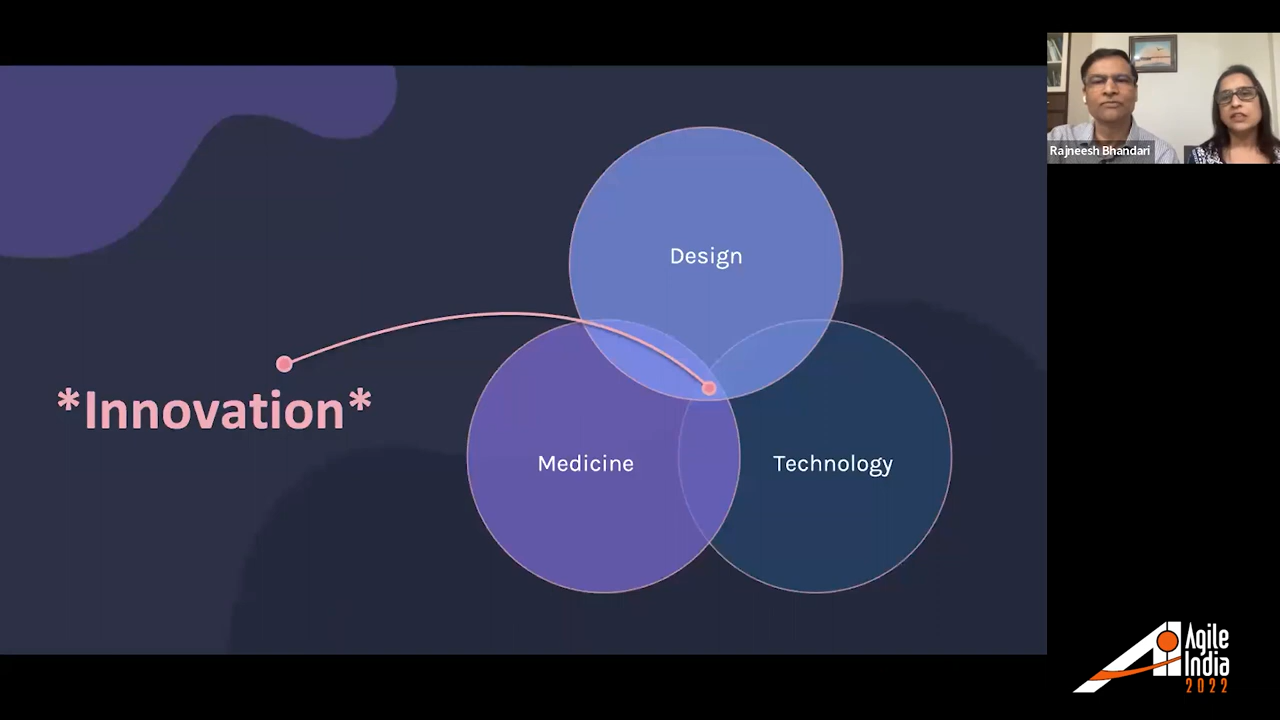 Design
*Innovation*
Medicine
Technology
Rajneesh Bhandari
Agile
India
2022